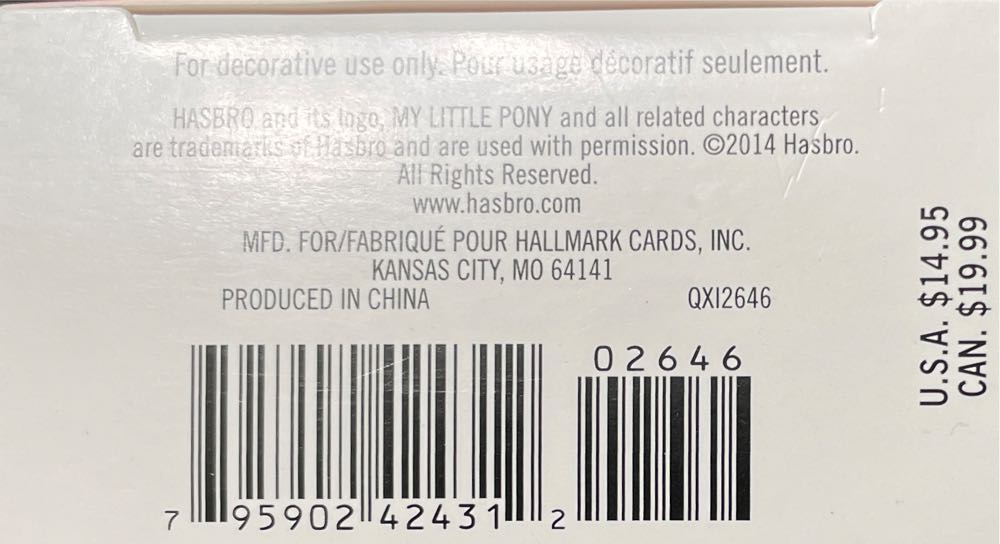 For decorative use only. Pour usage décoratif seulement.
HASBRO and its logo, MY LITTLE PONY and all related characters
are trademarks of Hasbro and are used with permission. ©2014 Hasbro.
All Rights Reserved.
www.hasbro.com
MFD. FOR/FABRIQUÉ POUR HALLMARK CARDS, INC.
KANSAS CITY, MO 64141
PRODUCED IN CHINA QXI2646
02646
7 95902 42431 2
U.S.A. $14.95
CAN. $19.99